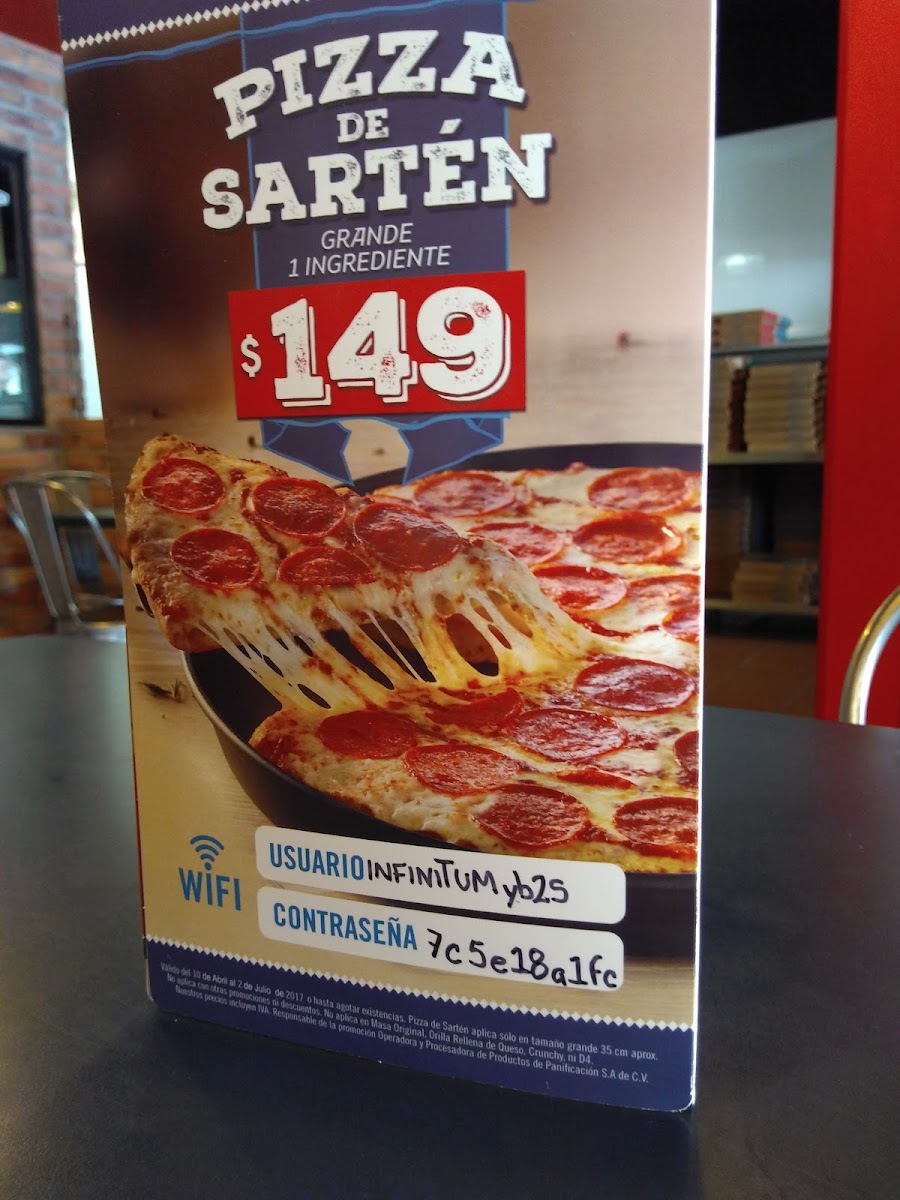 PIZZA
DE
SARTÉN
GRANDE
1 INGREDIENTE
$149
WIFI
USUARIO INFINITUMyb25
CONTRASEÑA 7c5e18a1fc
Válido del 10 de Abril al 2 de Julio de 2017 o hasta agotar existencias. Pizza de Sartén aplica sólo en tamaño grande 35 cm aprox.
No aplica con otras promociones ni descuentos. No aplica en Masa Original, Orilla Rellena de Queso, Crunchy, ni D4.
Nuestros precios incluyen IVA. Responsable de la promoción Operadora y Procesadora de Productos de Panificación S.A de C.V.